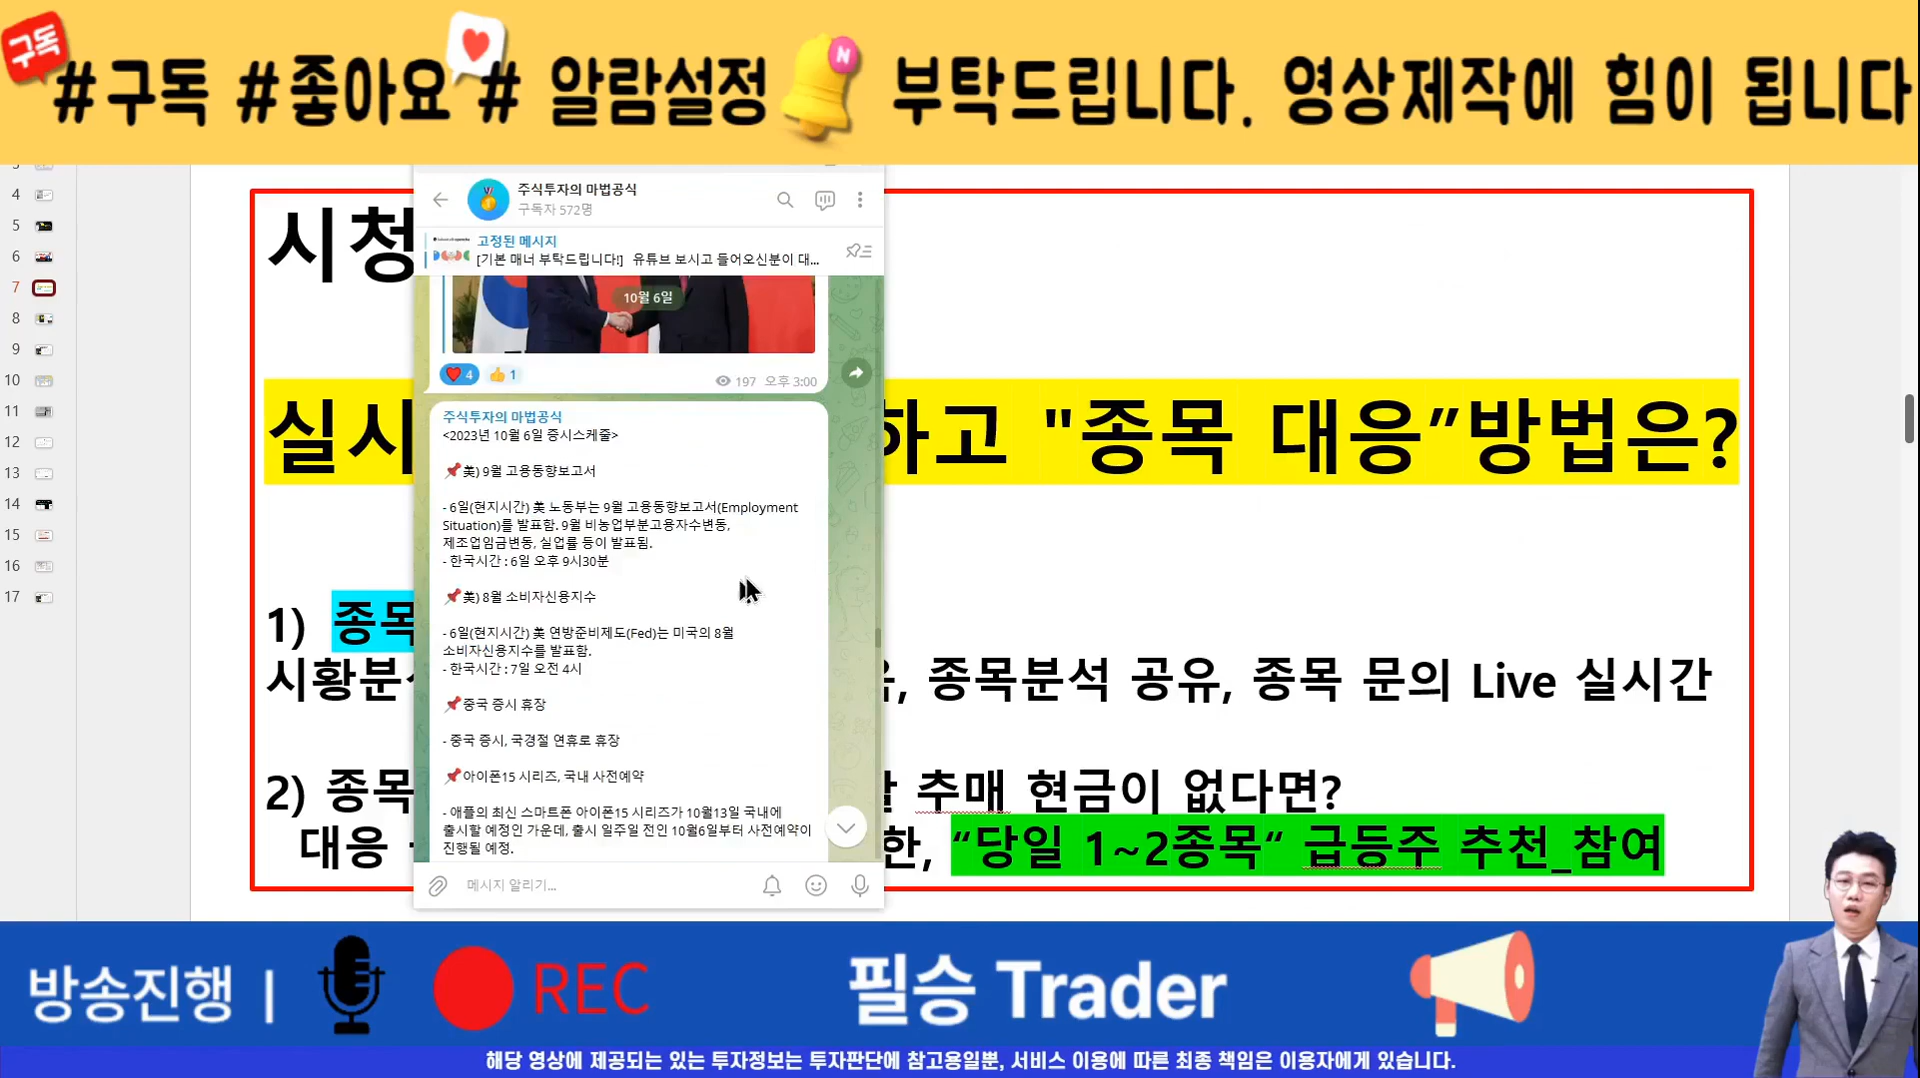 구독
#구독 #좋아요 # 알람설정 N 부탁드립니다. 영상제작에 힘이 됩니다
4
5
6
7
8
9
10
11
12
13
14
15
16
17
시청
실시
하고 "종목 대응”방법은?
1) 종목
시황분
, 종목분석 공유, 종목 문의 Live 실시간
2) 종목
추매 현금이 없다면?
대응
한, “당일 1~2종목“ 급등주 추천_참여
주식투자의 마법공식
구독자 572명
고정된 메시지
[기본 매너 부탁드립니다!] 유튜브 보시고 들어오신분이 대...
10월 6일
4
1
197 오후 3:00
주식투자의 마법공식
<2023년 10월 6일 증시스케줄>
美) 9월 고용동향보고서
- 6일(현지시간) 美 노동부는 9월 고용동향보고서(Employment
Situation)를 발표함. 9월 비농업부분고용자수변동,
제조업임금변동, 실업률 등이 발표됨.
- 한국시간 : 6일 오후 9시30분
美) 8월 소비자신용지수
- 6일(현지시간) 美 연방준비제도(Fed)는 미국의 8월
소비자신용지수를 발표함.
- 한국시간 : 7일 오전 4시
중국 증시 휴장
- 중국 증시, 국경절 연휴로 휴장
아이폰15 시리즈, 국내 사전예약
- 애플의 최신 스마트폰 아이폰15 시리즈가 10월13일 국내에
출시할 예정인 가운데, 출시 일주일 전인 10월6일부터 사전예약이
진행될 예정.
메시지 알리기...
방송진행 |
REC
필승 Trader
해당 영상에 제공되는 있는 투자정보는 투자판단에 참고용일뿐, 서비스 이용에 따른 최종 책임은 이용자에게 있습니다.